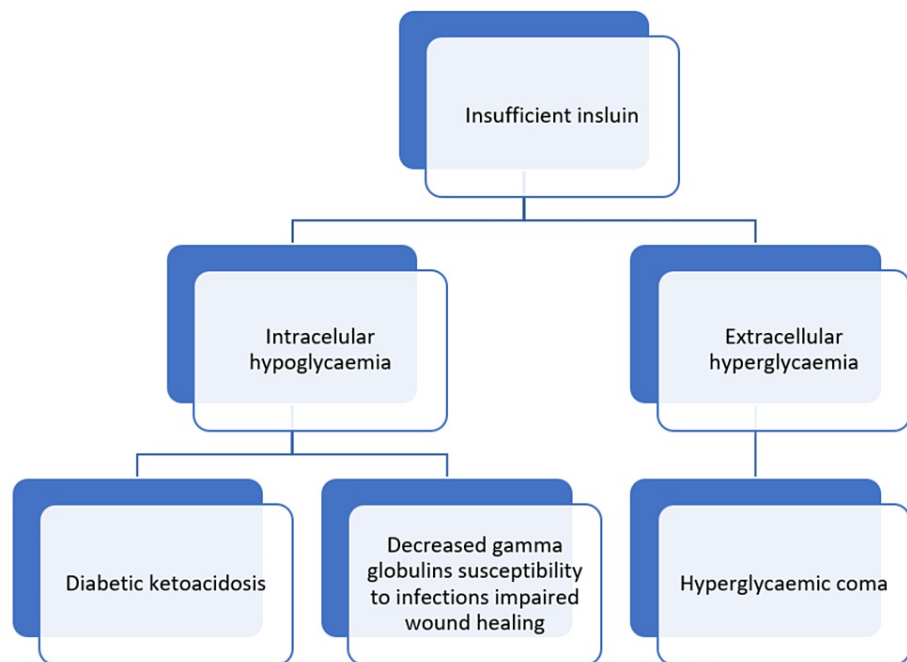 Insufficient insluin
Intracelular
hypoglycaemia
Extracellular
hyperglycaemia
Diabetic ketoacidosis
Decreased gamma
globulins susceptibility
to infections impaired
wound healing
Hyperglycaemic coma